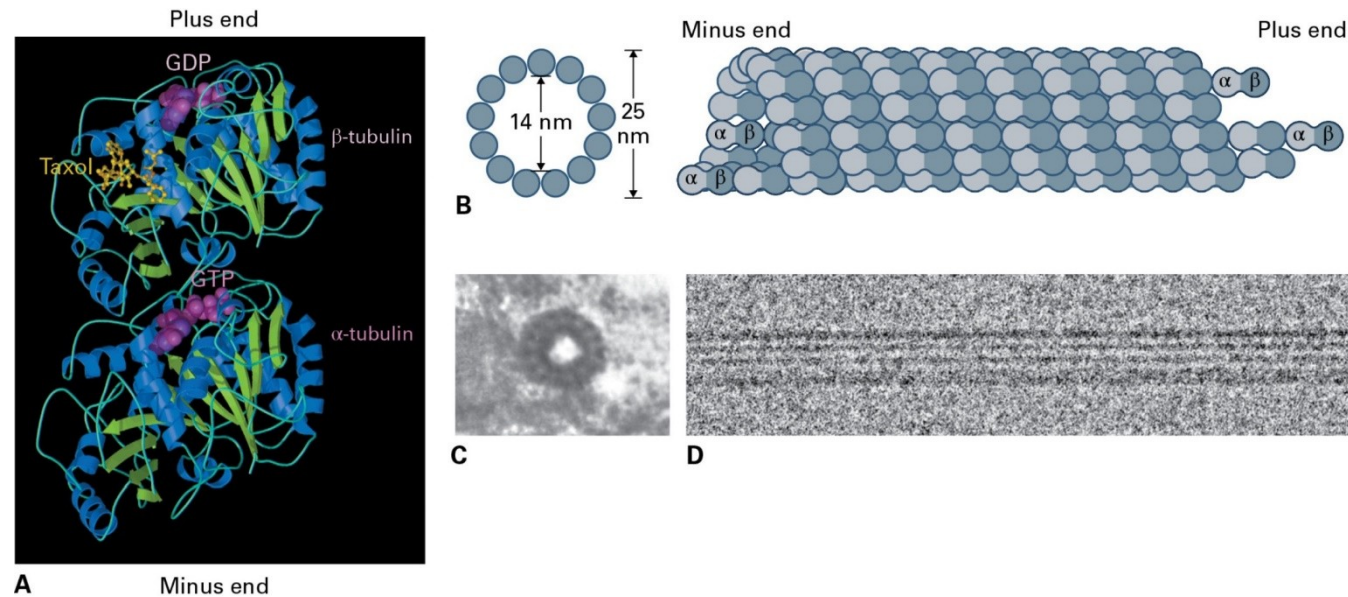 Plus end
GDP
β-tubulin
Taxol
GTP
α-tubulin
A
Minus end
14 nm
25
nm
B
Minus end
Plus end
α β
α β
α β
α β
C
D